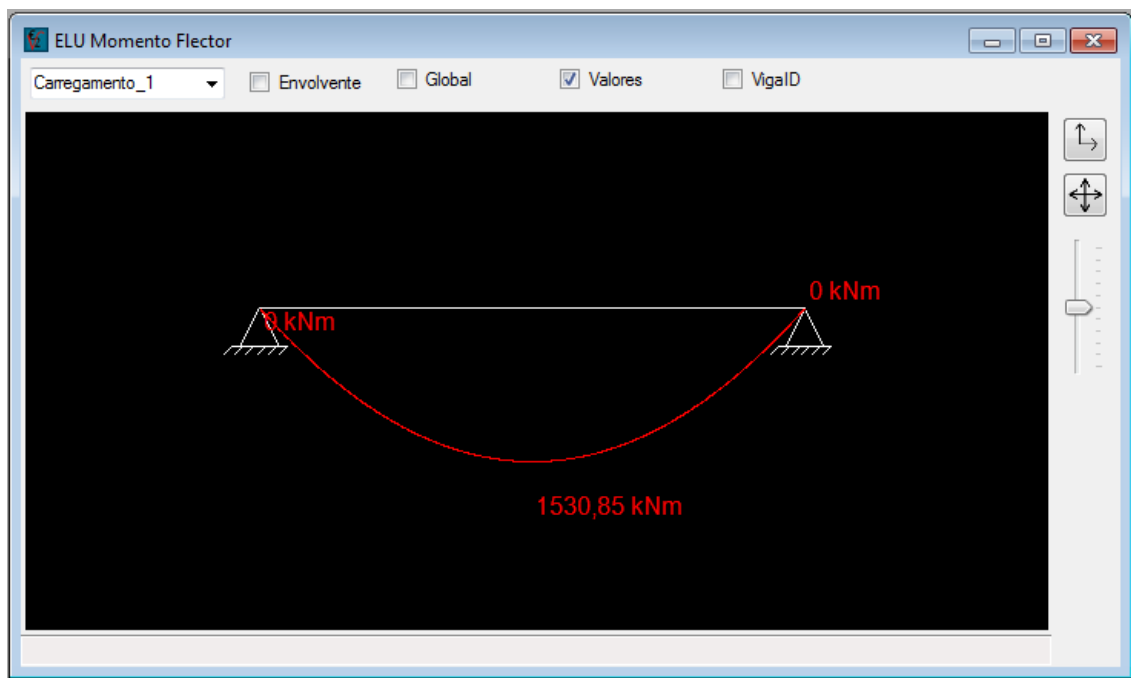 ELU Momento Flector
Carregamento_1
Envolvente
Global
Valores
VigaID
0 kNm
0 kNm
1530,85 kNm